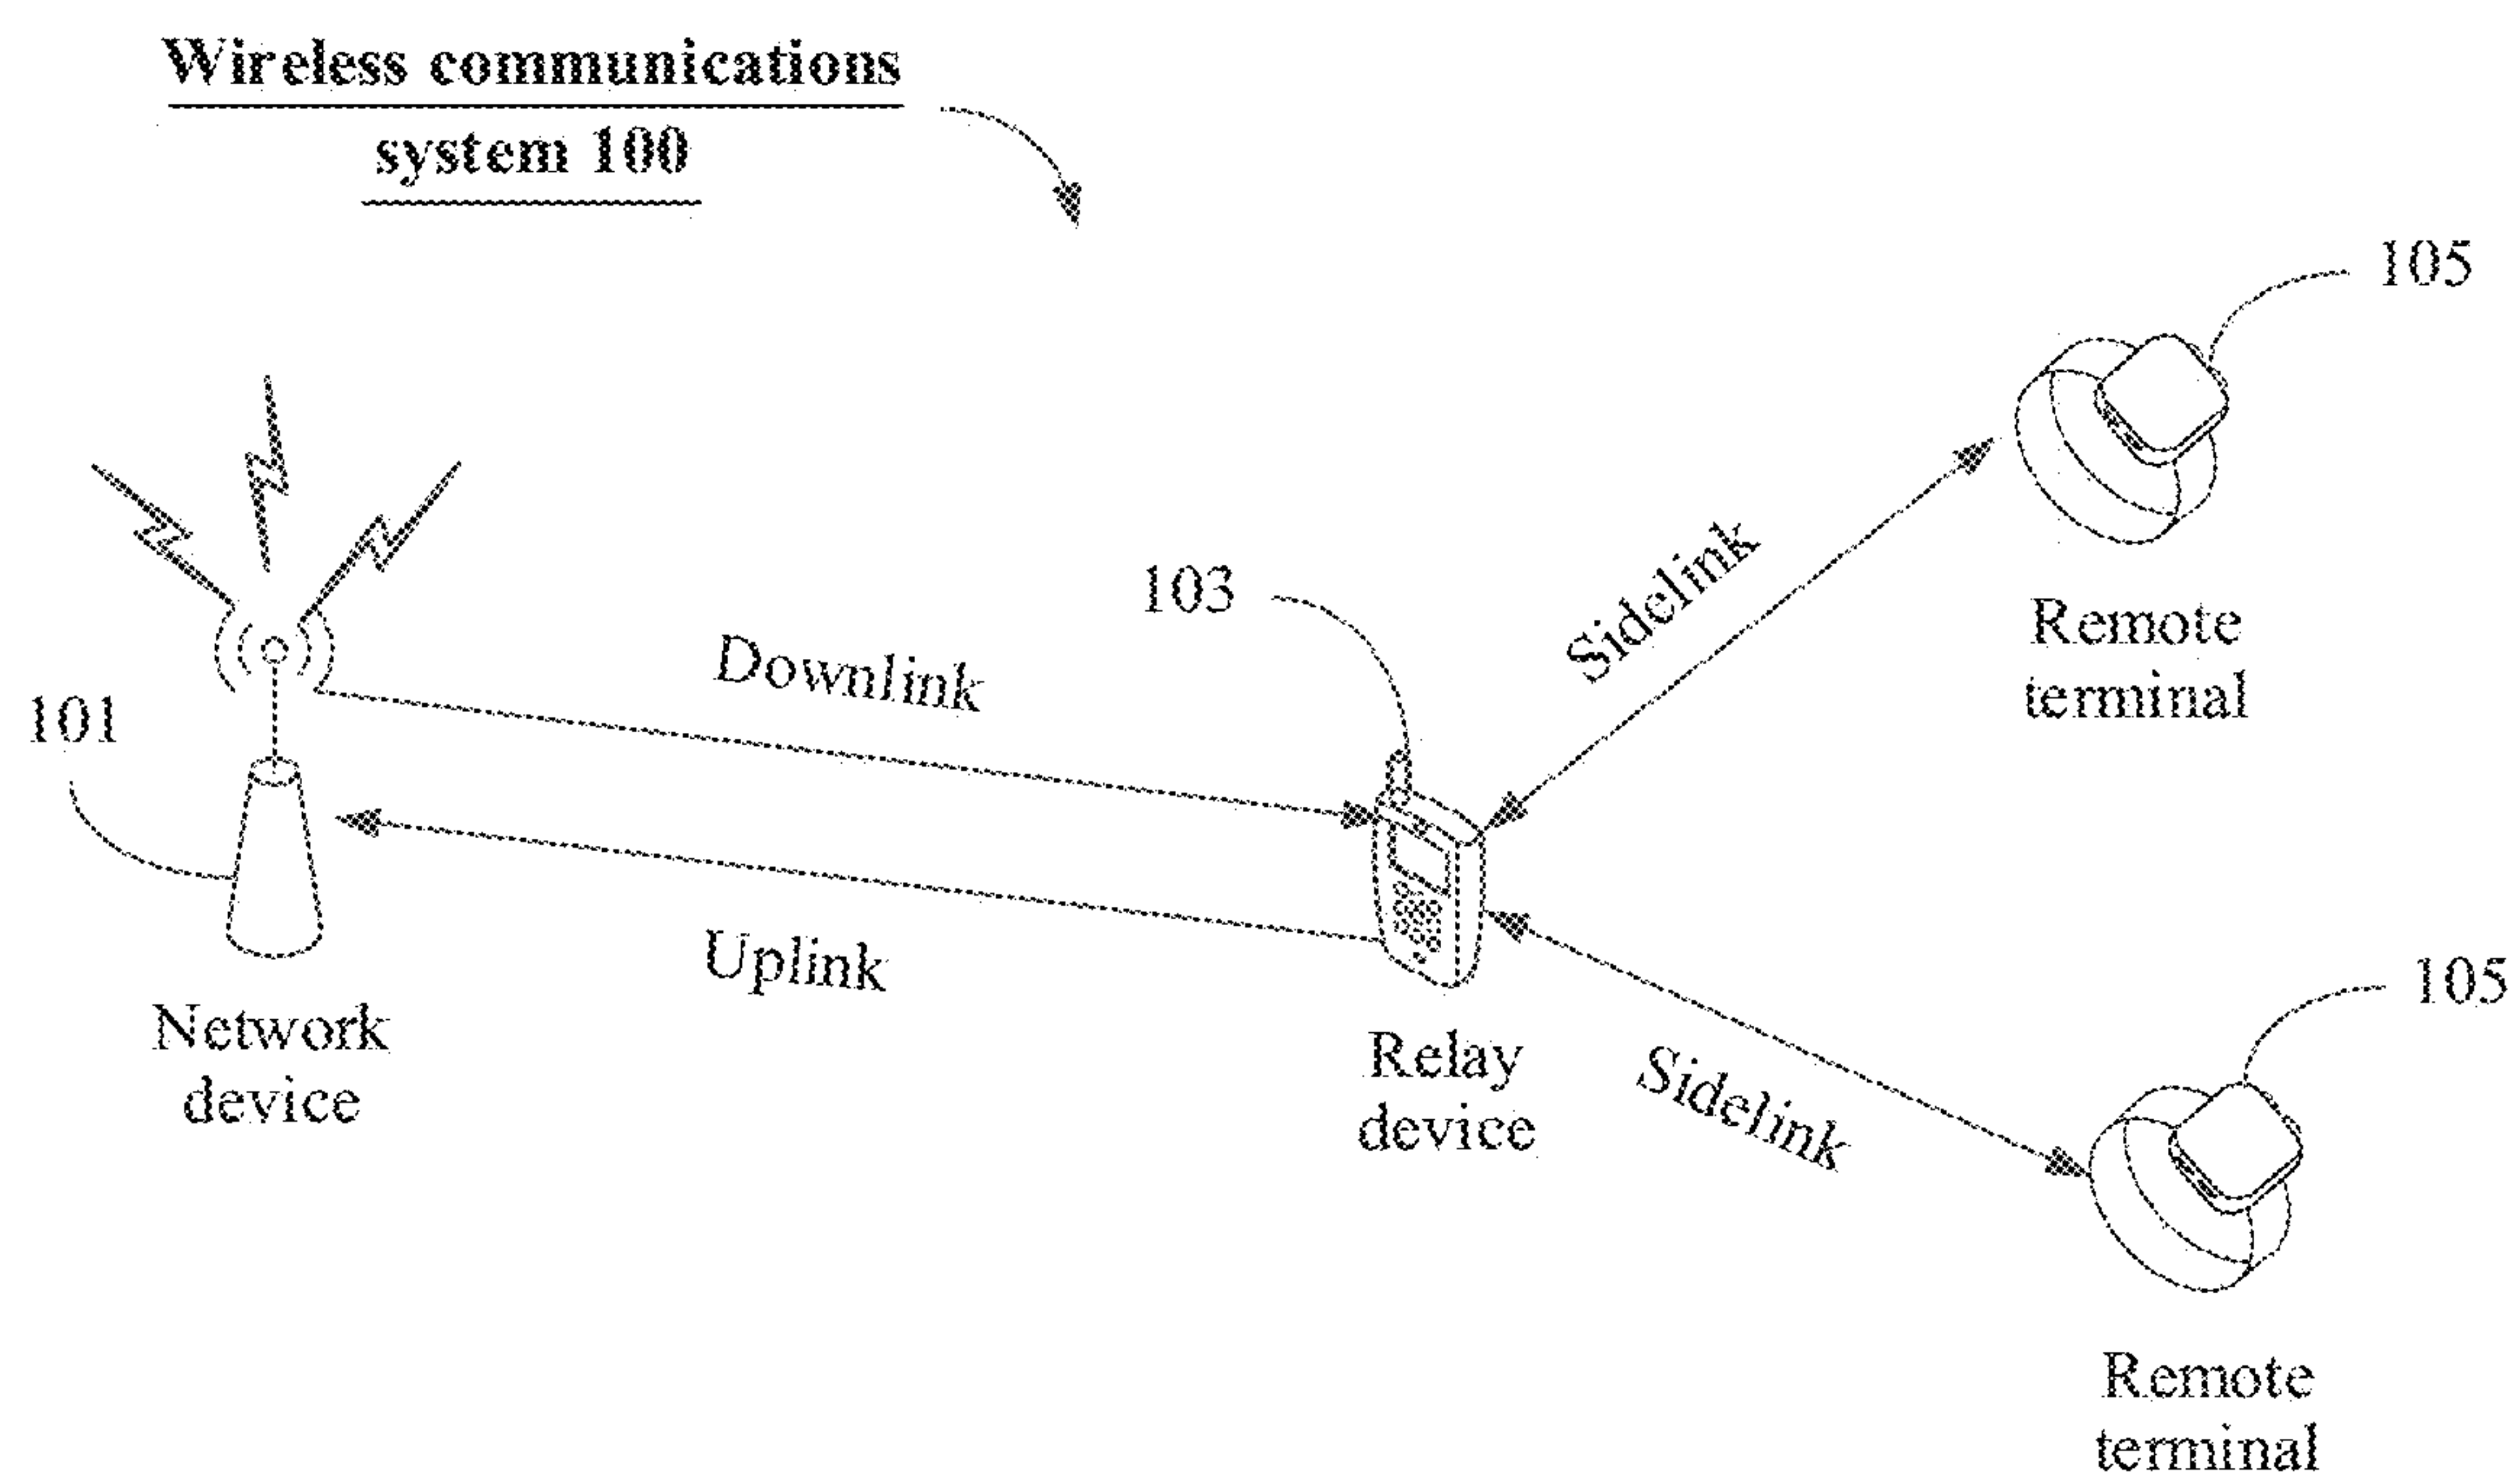 Wireless communications
system 100
105
103
Sidelink
Remote
terminal
Downlink
101
Uplink
Network
device
Relay
device
Sidelink
105
Remote
terminal